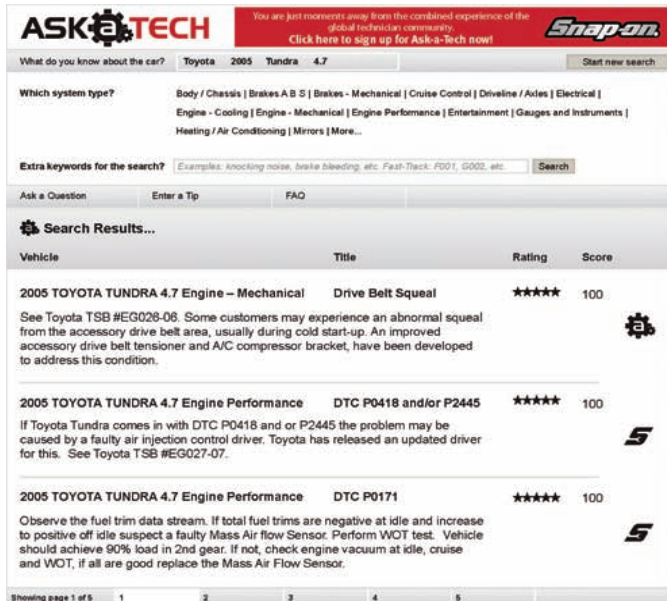 ASK a TECH
You are just moments away from the combined experience of the
global technician community.
Click here to sign up for Ask-a-Tech now!
Snap-on
What do you know about the car? Toyota 2005 Tundra 4.7 Start new search
Which system type? Body / Chassis | Brakes A B S | Brakes - Mechanical | Cruise Control | Driveline / Axles | Electrical |
Engine - Cooling | Engine - Mechanical | Engine Performance | Entertainment | Gauges and Instruments |
Heating / Air Conditioning | Mirrors | More...
Extra keywords for the search? Examples: knocking noise, brake bleeding, etc. Fast-Track: F001, G002, etc. Search
Ask a Question Enter a Tip FAQ
Search Results...
Vehicle Title Rating Score
2005 TOYOTA TUNDRA 4.7 Engine – Mechanical Drive Belt Squeal ★★★★★ 100
See Toyota TSB #EG026-06. Some customers may experience an abnormal squeal
from the accessory drive belt area, usually during cold start-up. An improved
accessory drive belt tensioner and A/C compressor bracket, have been developed
to address this condition.
2005 TOYOTA TUNDRA 4.7 Engine Performance DTC P0418 and/or P2445 ★★★★★ 100
If Toyota Tundra comes in with DTC P0418 and or P2445 the problem may be
caused by a faulty air injection control driver. Toyota has released an updated driver
for this. See Toyota TSB #EG027-07.
2005 TOYOTA TUNDRA 4.7 Engine Performance DTC P0171 ★★★★★ 100
Observe the fuel trim data stream. If total fuel trims are negative at idle and increase
to positive off idle suspect a faulty Mass Air flow Sensor. Perform WOT test. Vehicle
should achieve 90% load in 2nd gear. If not, check engine vacuum at idle, cruise
and WOT, if all are good replace the Mass Air Flow Sensor.
Showing page 1 of 5 1 2 3 4 5